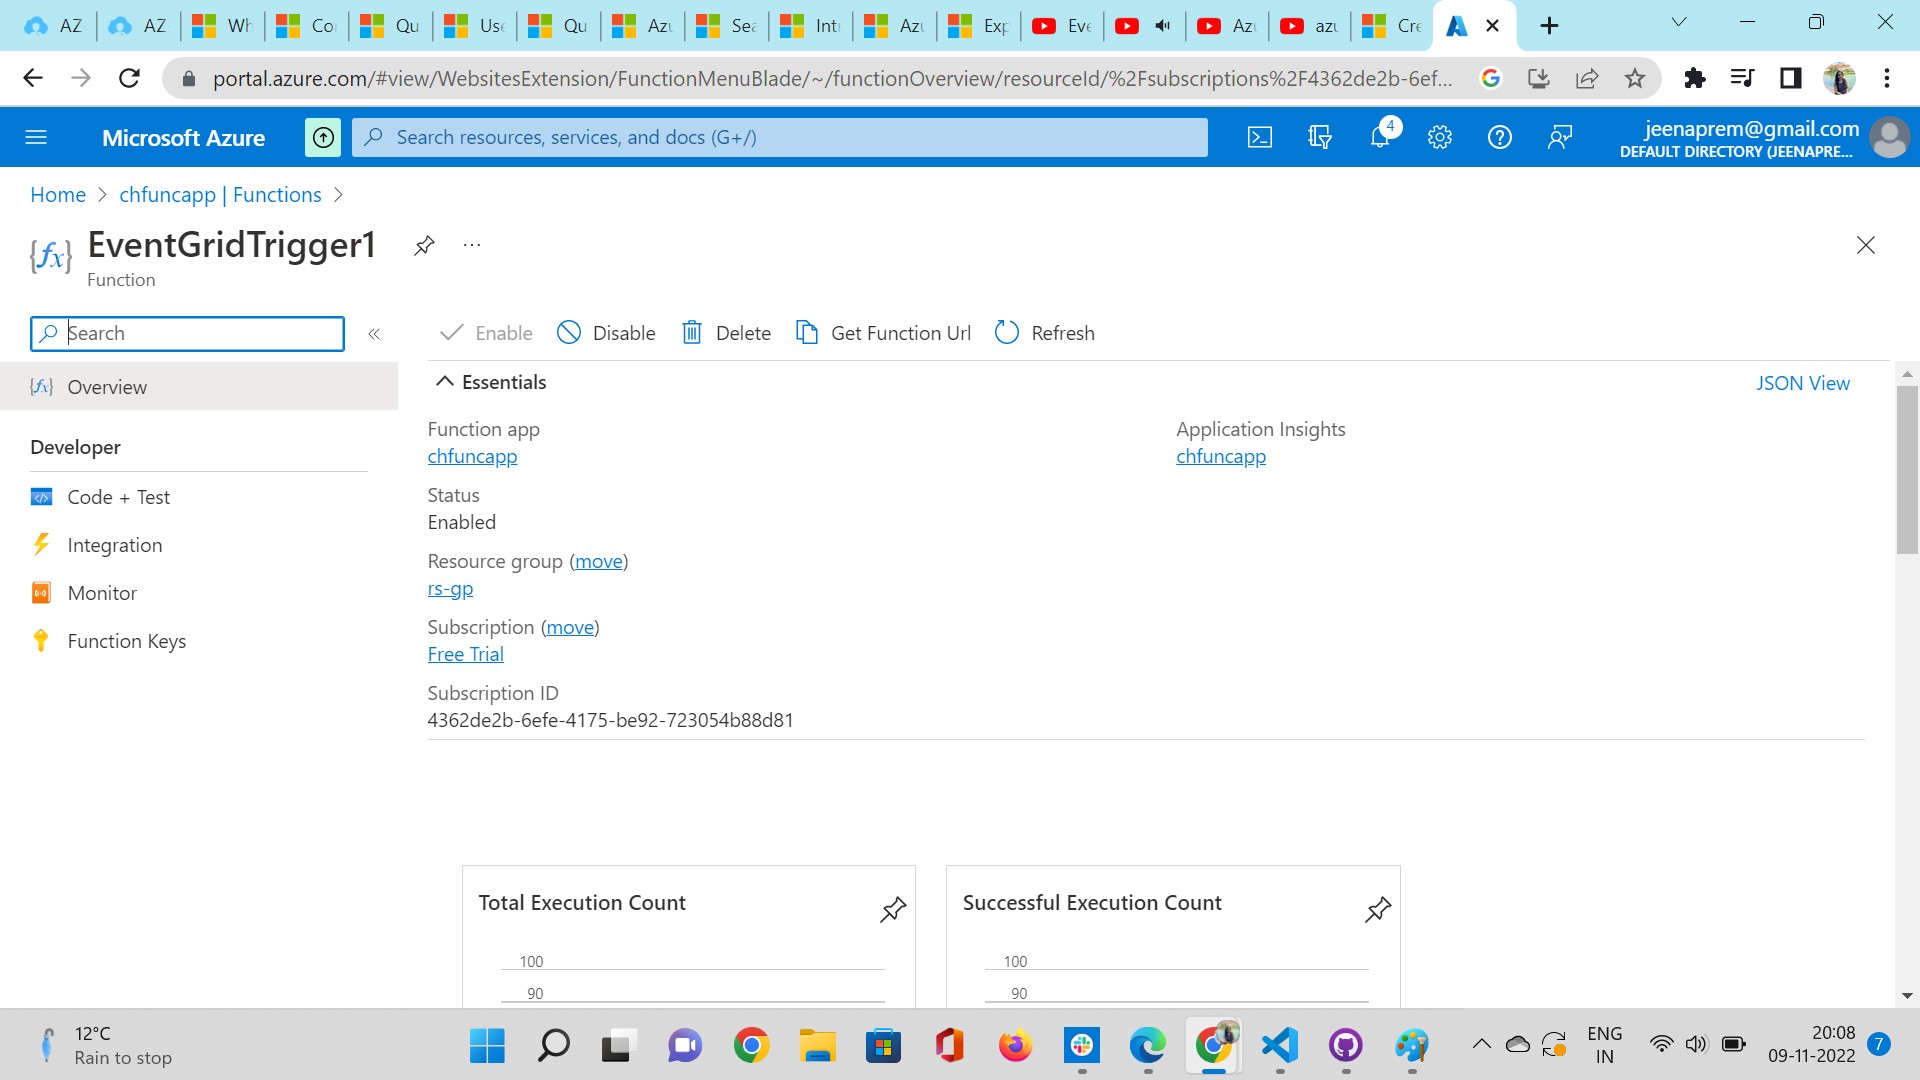 AZ
AZ
Wh
Co
Qu
Use
Qu
Azu
Sea
Intr
Azu
Exp
Eve
Azu
azu
Cre
portal.azure.com/#view/WebsitesExtension/FunctionMenuBlade/~/functionOverview/resourceId/%2Fsubscriptions%2F4362de2b-6ef...
Microsoft Azure
Search resources, services, and docs (G+/)
4
jeenaprem@gmail.com
DEFAULT DIRECTORY (JEENAPRE...
Home
chfuncapp | Functions
{fx}
EventGridTrigger1
...
Function
Search
«
Enable
Disable
Delete
Get Function Url
Refresh
{fx} Overview
Developer
Code + Test
Integration
Monitor
Function Keys
Essentials
JSON View
Function app
chfuncapp
Application Insights
chfuncapp
Status
Enabled
Resource group (move)
rs-gp
Subscription (move)
Free Trial
Subscription ID
4362de2b-6efe-4175-be92-723054b88d81
Total Execution Count
100
90
Successful Execution Count
100
90
12°C
Rain to stop
ENG
IN
20:08
09-11-2022
7